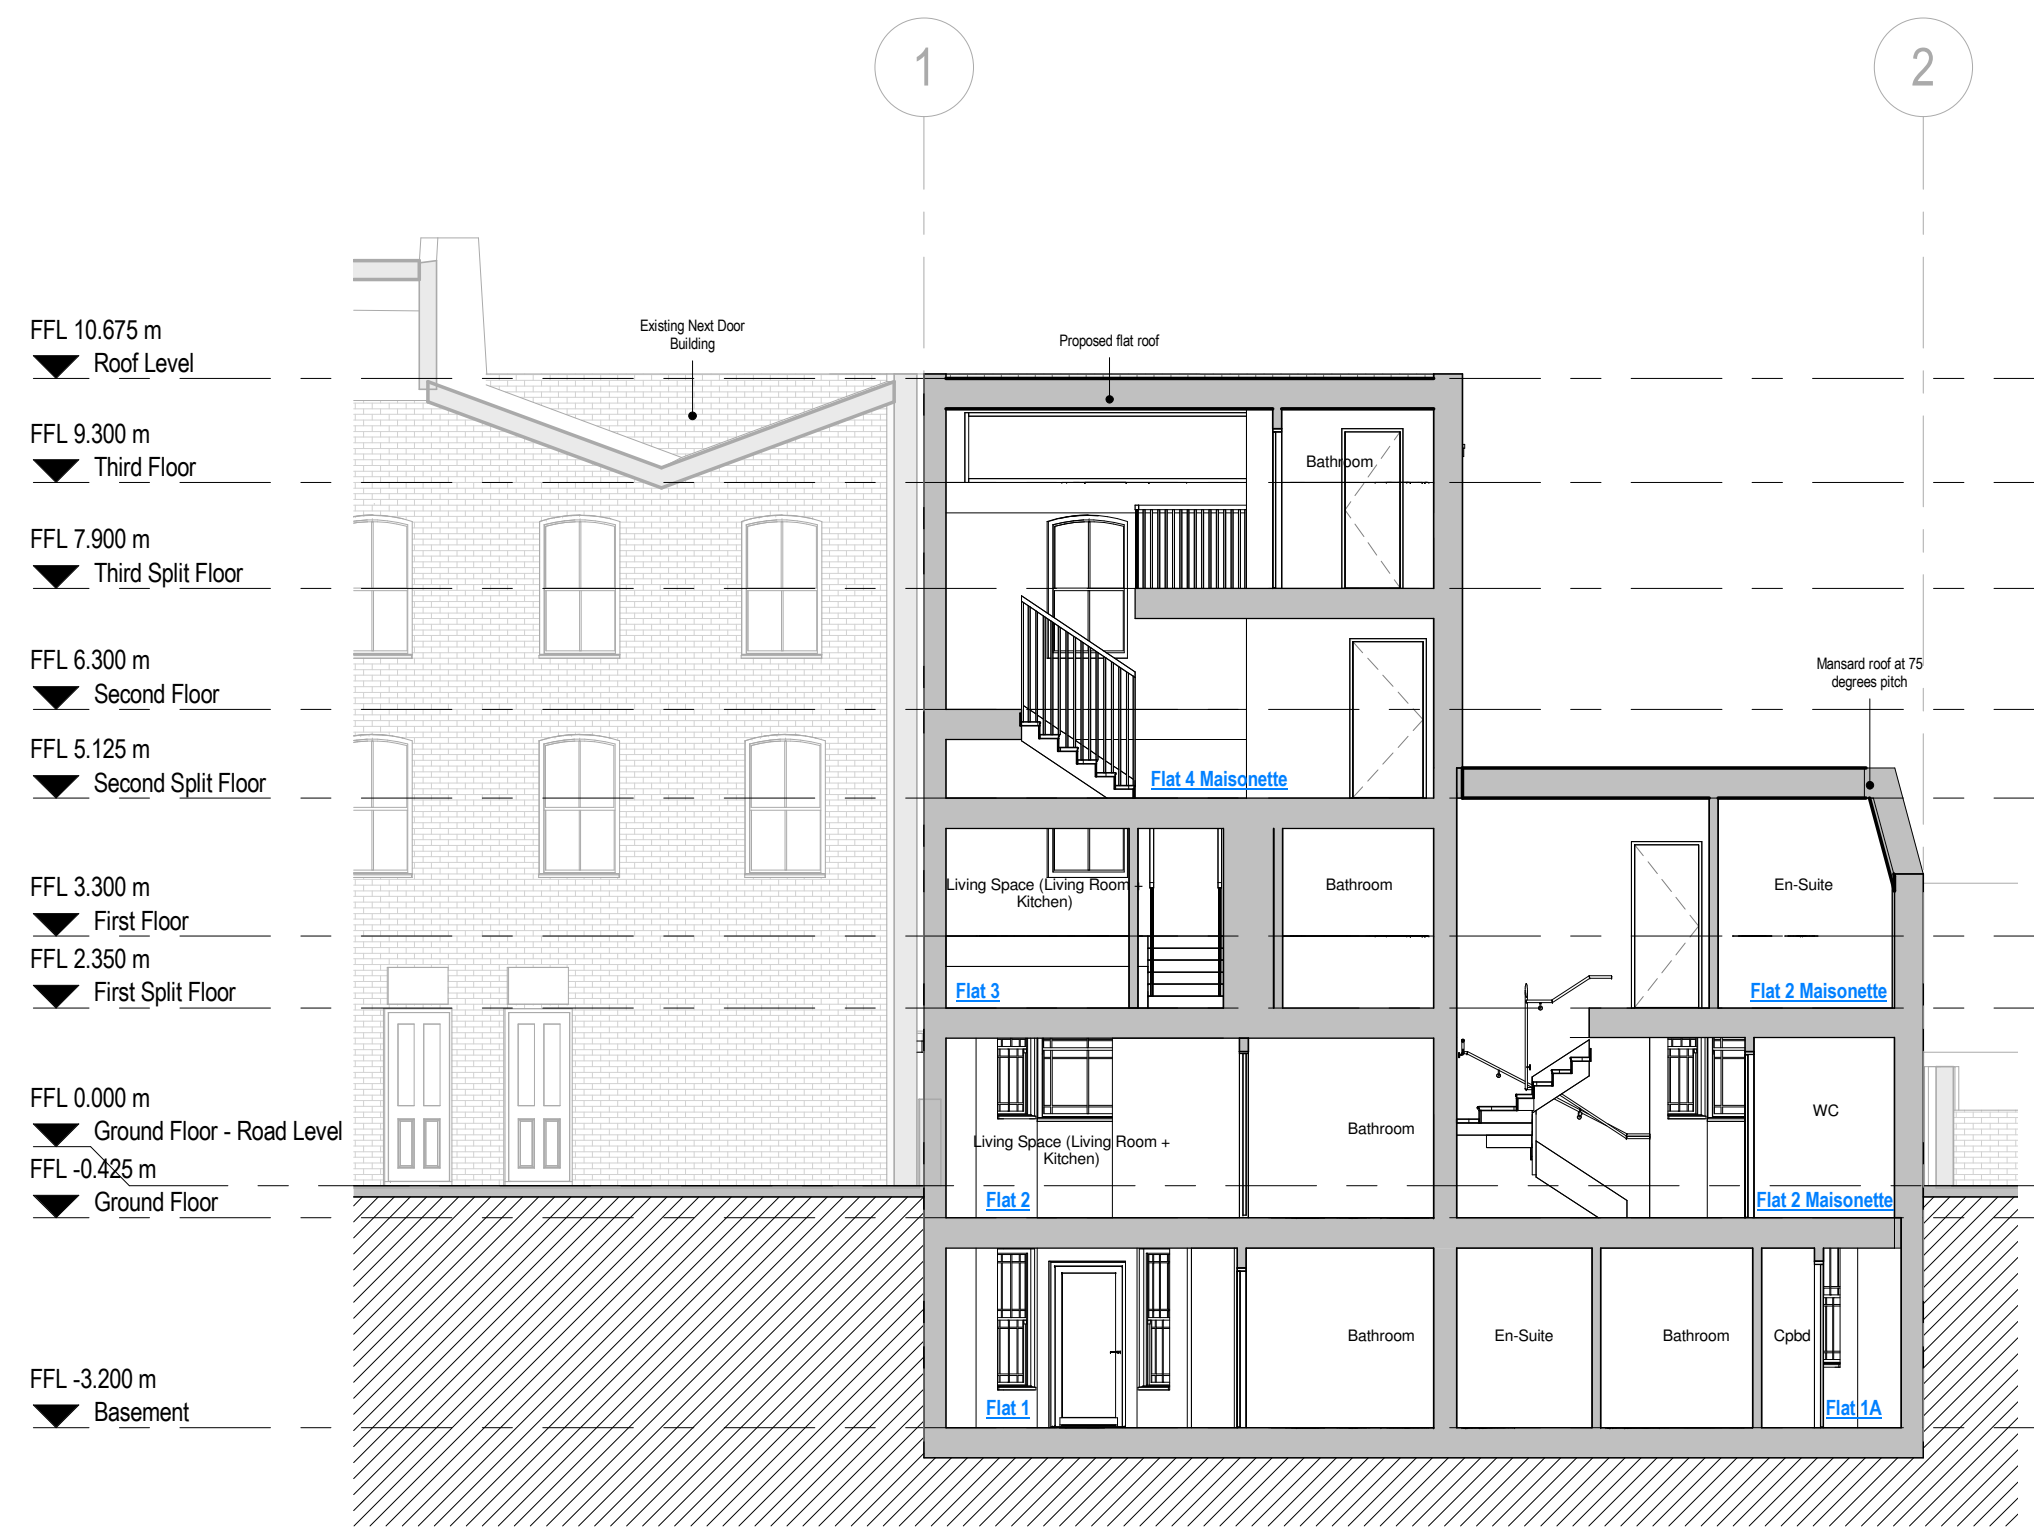 1
2
FFL 10.675 m
Roof Level
Existing Next Door
Building
Proposed flat roof
FFL 9.300 m
Third Floor
Bathroom
FFL 7.900 m
Third Split Floor
FFL 6.300 m
Second Floor
Mansard roof at 75
degrees pitch
FFL 5.125 m
Second Split Floor
Flat 4 Maisonette
FFL 3.300 m
First Floor
Living Space (Living Room +
Kitchen)
Bathroom
En-Suite
FFL 2.350 m
First Split Floor
Flat 3
Flat 2 Maisonette
FFL 0.000 m
Ground Floor - Road Level
Living Space (Living Room +
Kitchen)
Bathroom
WC
FFL -0.425 m
Ground Floor
Flat 2
Flat 2 Maisonette
Bathroom
En-Suite
Bathroom
Cpbd
FFL -3.200 m
Basement
Flat 1
Flat 1A